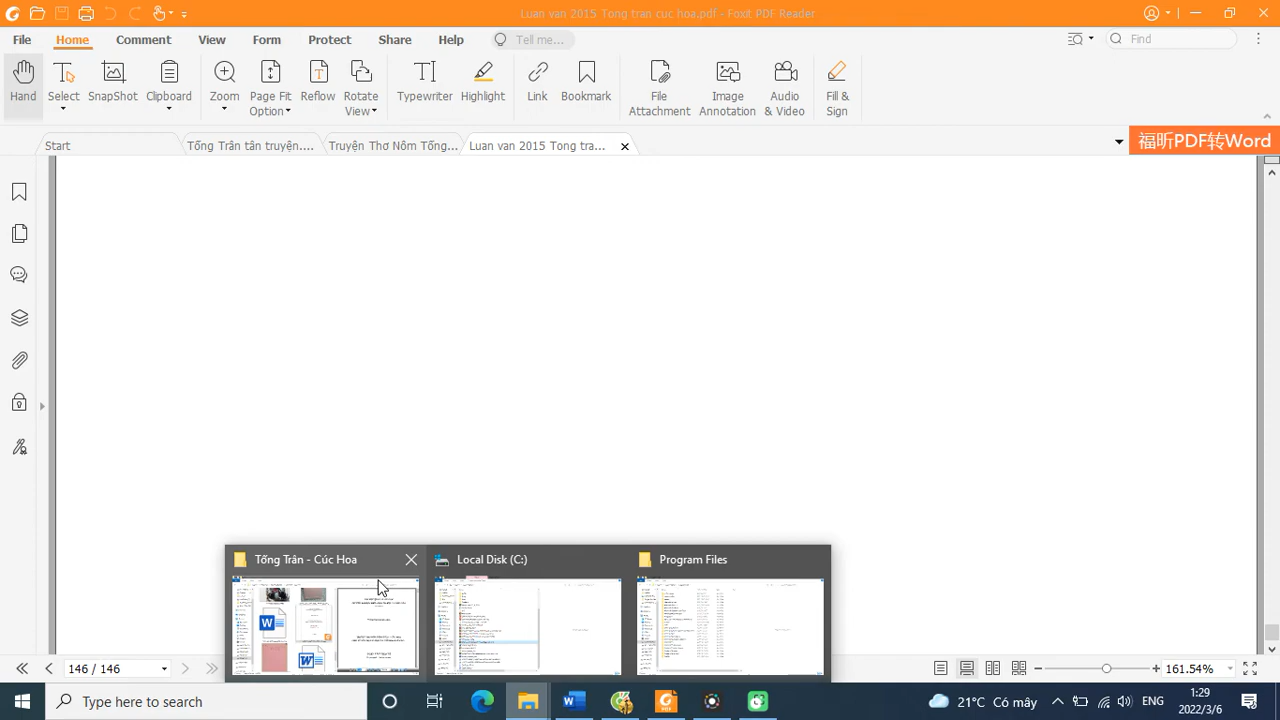 Luan van 2015 Tong tran cuc hoa.pdf - Foxit PDF Reader
File Home Comment View Form Protect Share Help Tell me... Find
Hand
Select
SnapShot
Clipboard
Zoom
Page Fit
Option
Reflow
Rotate
View
Typewriter
Highlight
Link
Bookmark
File
Attachment
Image
Annotation
Audio
& Video
Fill &
Sign
Start
Tống Trân tân truyện....
Truyện Thơ Nôm Tống...
Luan van 2015 Tong tra...
福昕PDF转Word
Tống Trân - Cúc Hoa
Local Disk (C:)
Program Files
146 / 146
161.54%
Type here to search
21°C Có mây
ENG
1:29
2022/3/6